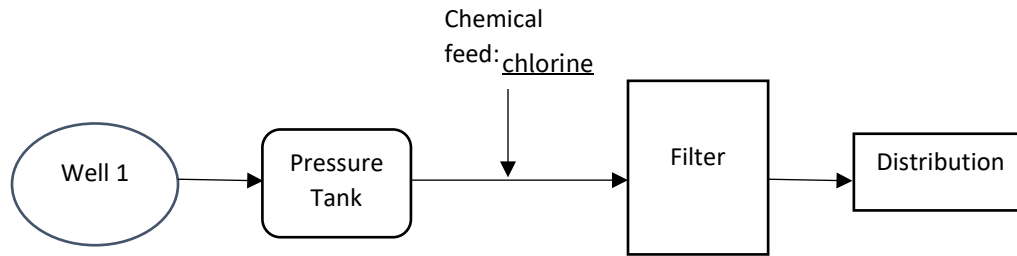 Chemical
feed: chlorine
Well 1
Pressure
Tank
Filter
Distribution